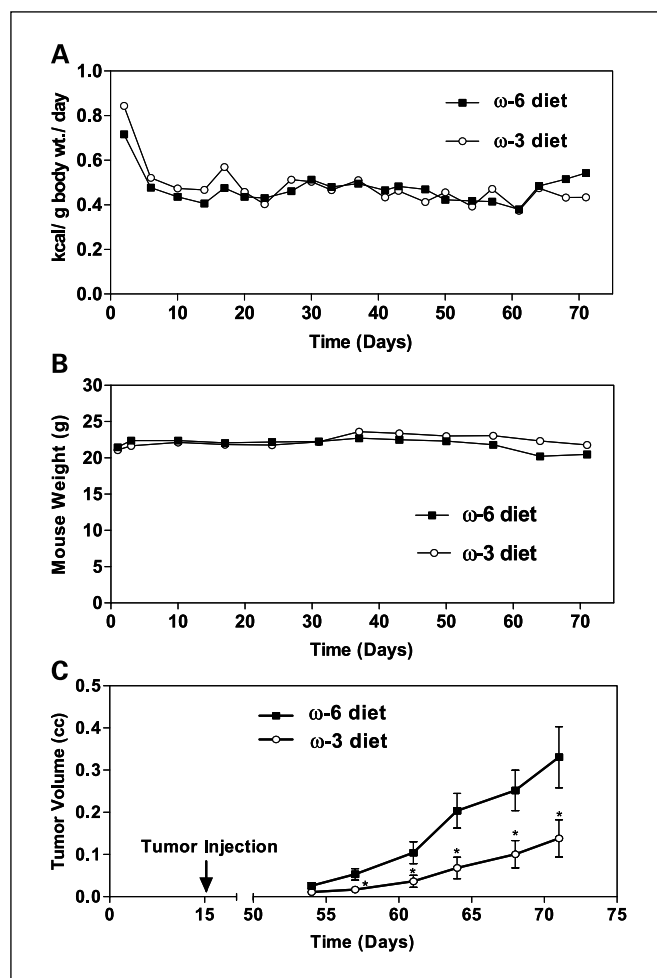 A
1.0
0.8
0.6
0.4
0.2
0.0
kcal/ g body wt./ day
ω-6 diet
ω-3 diet
0 10 20 30 40 50 60 70
Time (Days)
B
30
25
20
15
10
5
0
Mouse Weight (g)
ω-6 diet
ω-3 diet
0 10 20 30 40 50 60 70
Time (Days)
C
0.5
0.4
0.3
0.2
0.1
0.0
Tumor Volume (cc)
ω-6 diet
ω-3 diet
Tumor Injection
* * * * *
0 15 50 55 60 65 70 75
Time (Days)